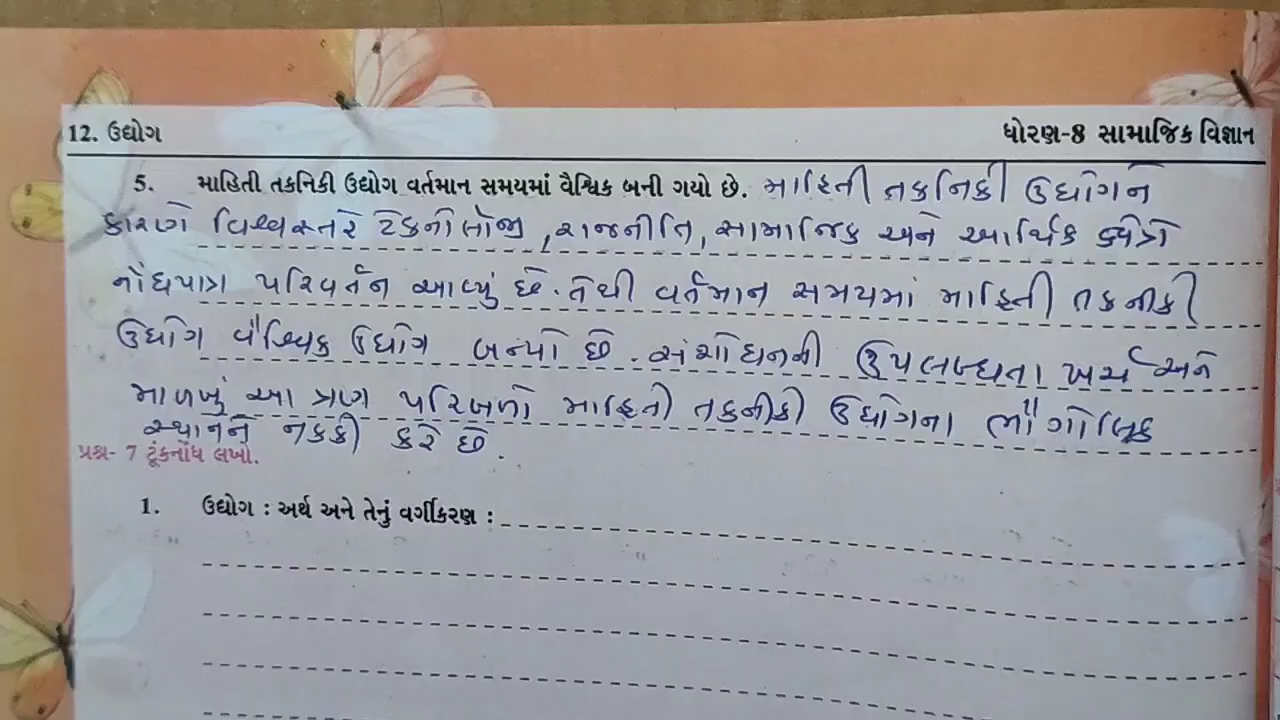 12. ઉદ્યોગ
ધોરણ-8 સામાજિક વિજ્ઞાન
5. માહિતી તકનિકી ઉદ્યોગ વર્તમાન સમયમાં વૈશ્વિક બની ગયો છે. માહિતી તકનિકી ઉદ્યોગને
કારણે વિશ્વસ્તરે ટેકનોલોજી, રાજનીતિ, સામાજિક અને આર્થિક ક્ષેત્રે
નોંધપાત્ર પરિવર્તન આવ્યું છે. તેથી વર્તમાન સમયમાં માહિતી તકનીકી
ઉદ્યોગ વૈશ્વિક ઉદ્યોગ બન્યો છે. સંશોધનની ઉપલબ્ધતા ખર્ચ અને
માળખું આ ત્રણ પરિબળો માહિતી તકનીકી ઉદ્યોગના ભૌગોલિક
સ્થાનને નક્કી કરે છે.
પ્રશ્ન- 7 ટૂંકનોંધ લખો.
1. ઉદ્યોગ : અર્થ અને તેનું વર્ગીકરણ :